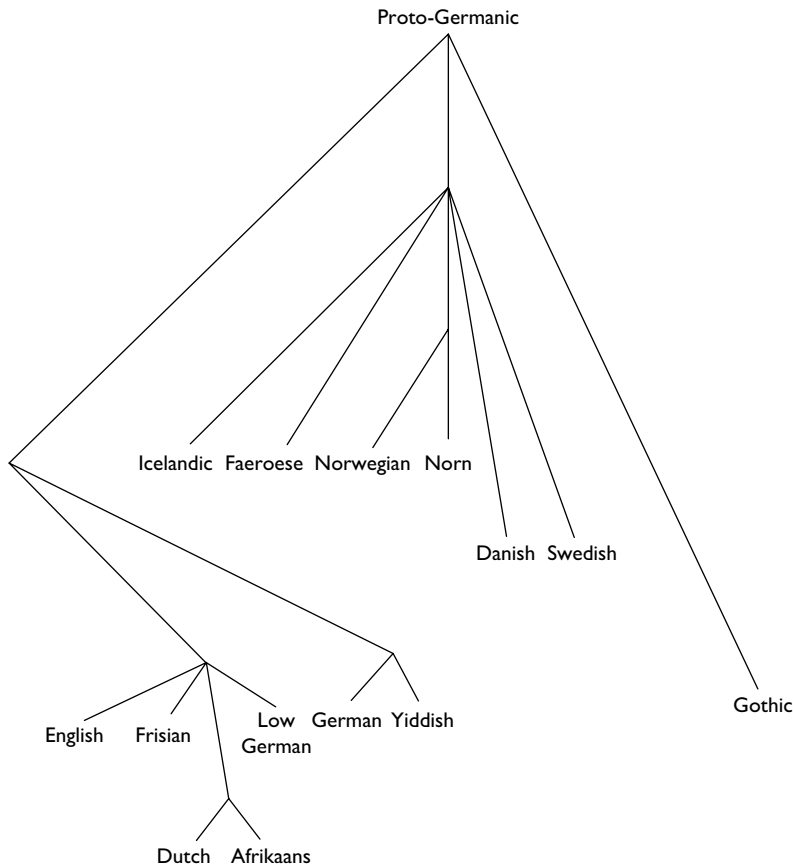 Proto-Germanic
Icelandic Faeroese Norwegian Norn
Danish Swedish
Gothic
English Frisian Low German German Yiddish
Dutch Afrikaans